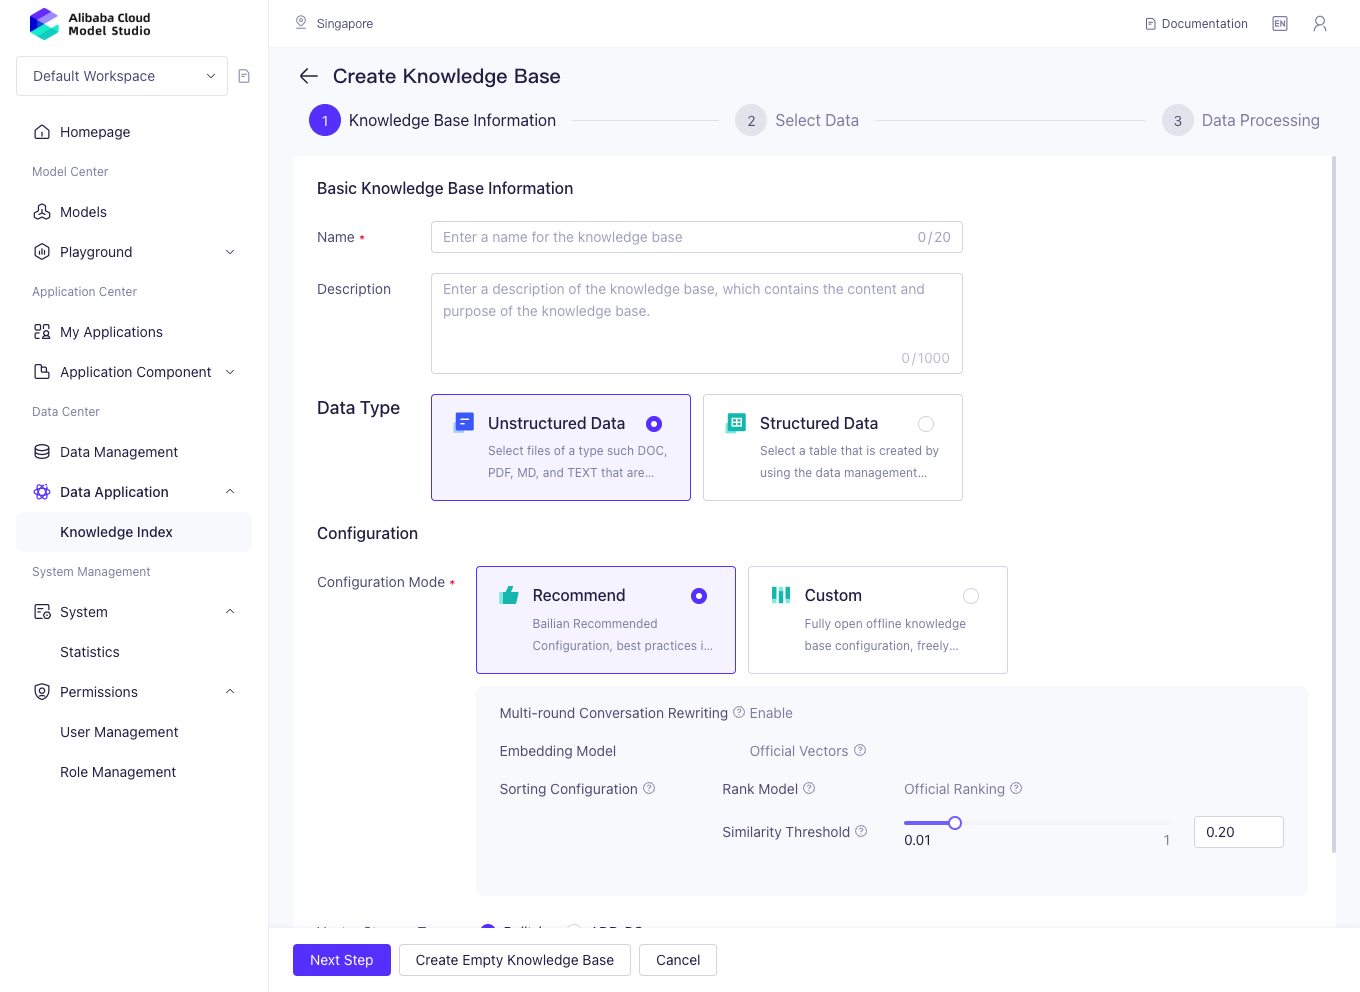 Alibaba Cloud
Model Studio
Singapore
Documentation
EN
Default Workspace
Homepage
Model Center
Models
Playground
Application Center
My Applications
Application Component
Data Center
Data Management
Data Application
Knowledge Index
System Management
System
Statistics
Permissions
User Management
Role Management
Create Knowledge Base
1 Knowledge Base Information
2 Select Data
3 Data Processing
Basic Knowledge Base Information
Name *
Enter a name for the knowledge base 0/20
Description
Enter a description of the knowledge base, which contains the content and
purpose of the knowledge base.
0/1000
Data Type
Unstructured Data
Select files of a type such DOC,
PDF, MD, and TEXT that are...
Structured Data
Select a table that is created by
using the data management...
Configuration
Configuration Mode *
Recommend
Bailian Recommended
Configuration, best practices i...
Custom
Fully open offline knowledge
base configuration, freely...
Multi-round Conversation Rewriting ? Enable
Embedding Model Official Vectors ?
Sorting Configuration ? Rank Model ? Official Ranking ?
Similarity Threshold ? 0.01 1 0.20
Next Step
Create Empty Knowledge Base
Cancel